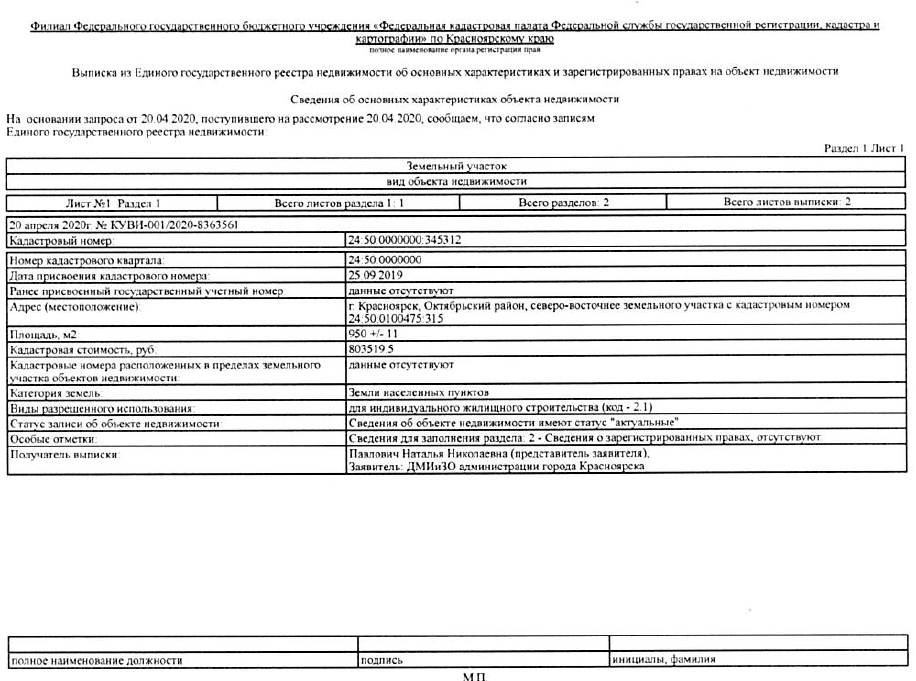 Филиал Федерального государственного бюджетного учреждения «Федеральная кадастровая палата Федеральной службы государственной регистрации, кадастра и
картографии» по Красноярскому краю
полное наименование органа регистрации прав
Выписка из Единого государственного реестра недвижимости об основных характеристиках и зарегистрированных правах на объект недвижимости
Сведения об основных характеристиках объекта недвижимости
На основании запроса от 20.04.2020, поступившего на рассмотрение 20.04.2020, сообщаем, что согласно записям
Единого государственного реестра недвижимости:
Раздел 1 Лист 1
Земельный участок
вид объекта недвижимости
Лист №1 Раздел 1 Всего листов раздела 1: 1 Всего разделов: 2 Всего листов выписки: 2
20 апреля 2020г. № КУВИ-001/2020-8363561
Кадастровый номер: 24:50:0000000:345312
Номер кадастрового квартала: 24:50:0000000
Дата присвоения кадастрового номера: 25.09.2019
Ранее присвоенный государственный учетный номер: данные отсутствуют
Адрес (местоположение): г. Красноярск, Октябрьский район, северо-восточнее земельного участка с кадастровым номером
24:50:0100475:315
Площадь, м2: 950 +/- 11
Кадастровая стоимость, руб.: 803519.5
Кадастровые номера расположенных в пределах земельного данные отсутствуют
участка объектов недвижимости:
Категория земель: Земли населенных пунктов
Виды разрешенного использования: для индивидуального жилищного строительства (код - 2.1)
Статус записи об объекте недвижимости: Сведения об объекте недвижимости имеют статус "актуальные"
Особые отметки: Сведения для заполнения раздела: 2 - Сведения о зарегистрированных правах, отсутствуют.
Получатель выписки: Павлович Наталья Николаевна (представитель заявителя),
Заявитель: ДМИиЗО администрации города Красноярска
полное наименование должности подпись инициалы, фамилия
М.П.